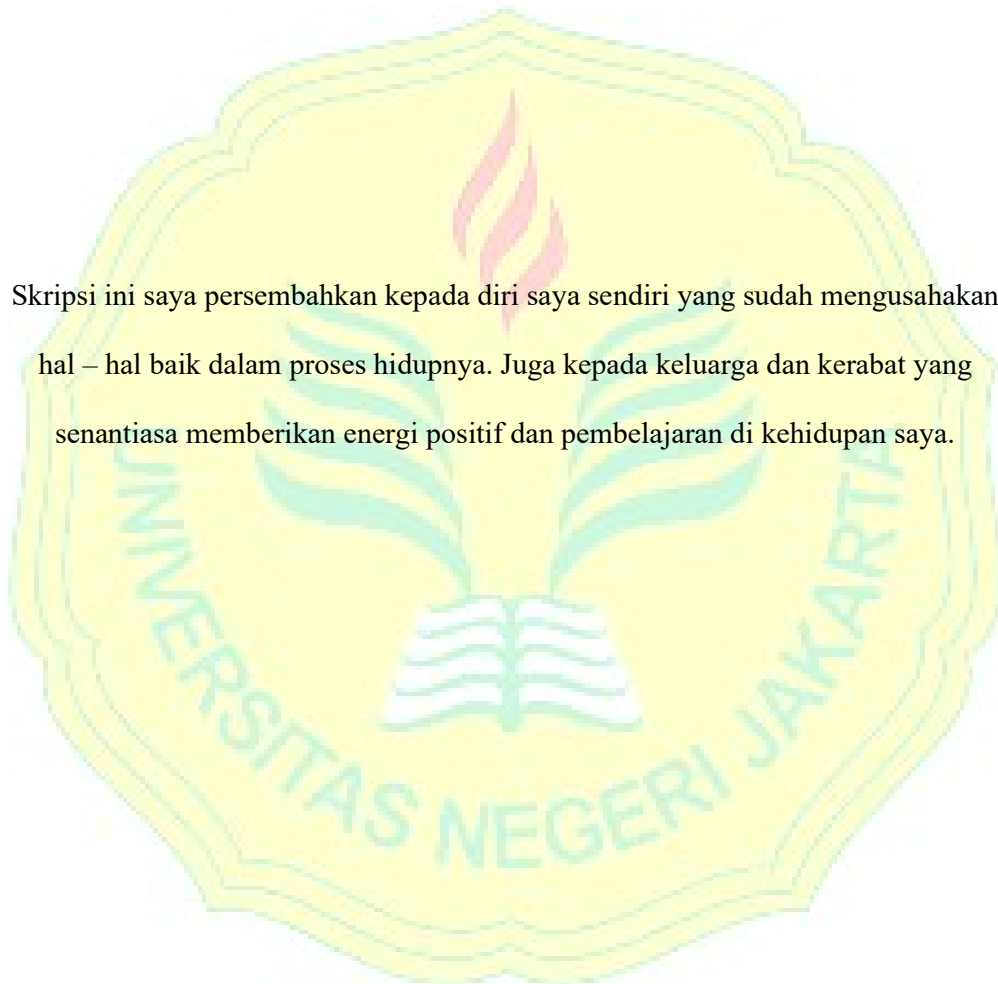 Skripsi ini saya persembahkan kepada diri saya sendiri yang sudah mengusahakan
hal – hal baik dalam proses hidupnya. Juga kepada keluarga dan kerabat yang
senantiasa memberikan energi positif dan pembelajaran di kehidupan saya.
UNIVERSITAS NEGERI JAKARTA